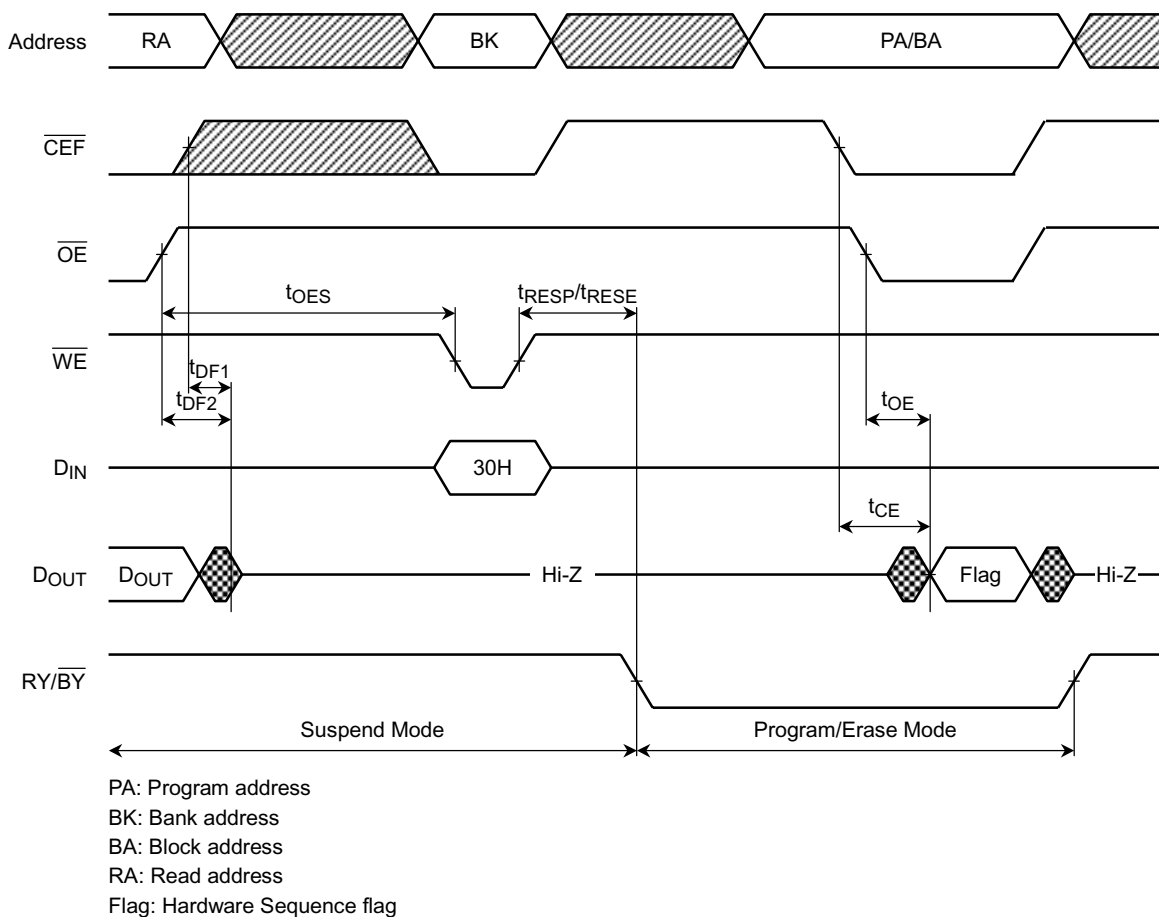 Address RA BK PA/BA
CEF
OE
tOES tRESP/tRESE
WE
tDF1
tDF2 tOE
DIN 30H
tCE
DOUT DOUT Hi-Z Flag Hi-Z
RY/BY
Suspend Mode Program/Erase Mode
PA: Program address
BK: Bank address
BA: Block address
RA: Read address
Flag: Hardware Sequence flag